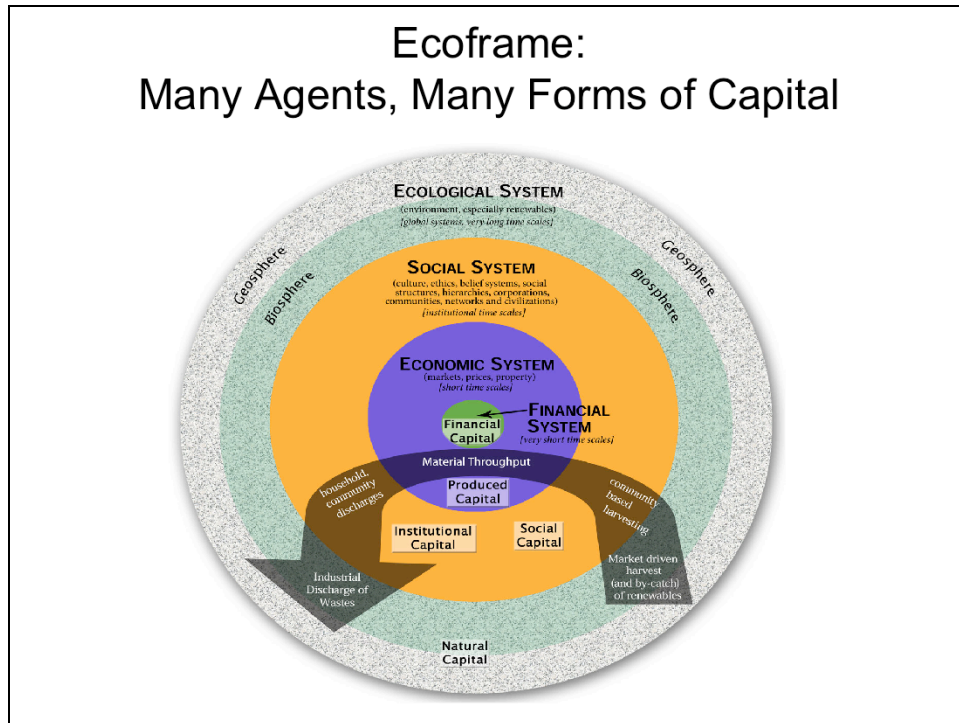 Ecoframe:
Many Agents, Many Forms of Capital
ECOLOGICAL SYSTEM
(environment, especially renewables)
[global systems, very long time scales]
Geosphere
Biosphere
Geosphere
Biosphere
SOCIAL SYSTEM
(culture, ethics, belief systems, social
structures, hierarchies, corporations,
communities, networks and civilizations)
[institutional time scales]
ECONOMIC SYSTEM
(markets, prices, property)
[short time scales]
FINANCIAL
SYSTEM
[very short time scales]
Financial
Capital
Material Throughput
household,
community
discharges
community
based
harvesting
Produced
Capital
Institutional
Capital
Social
Capital
Industrial
Discharge of
Wastes
Market driven
harvest
(and by-catch)
of renewables
Natural
Capital